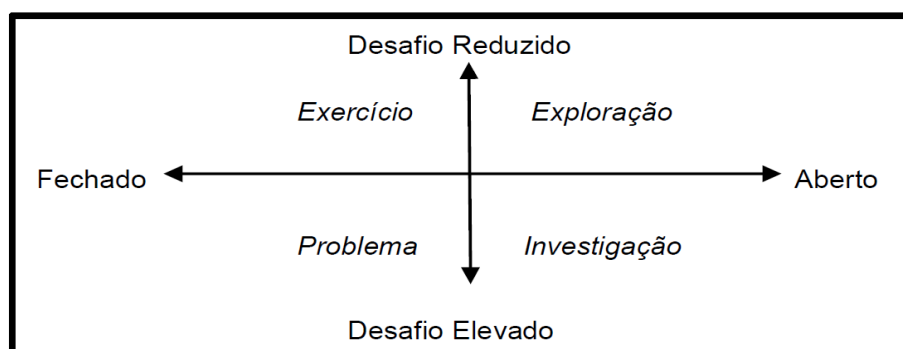 Desafio Reduzido
Exercício Exploração
Fechado Aberto
Problema Investigação
Desafio Elevado